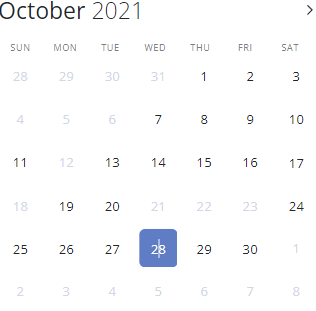 October 2021
SUN MON TUE WED THU FRI SAT
28 29 30 31 1 2 3
4 5 6 7 8 9 10
11 12 13 14 15 16 17
18 19 20 21 22 23 24
25 26 27 28 29 30 1
2 3 4 5 6 7 8